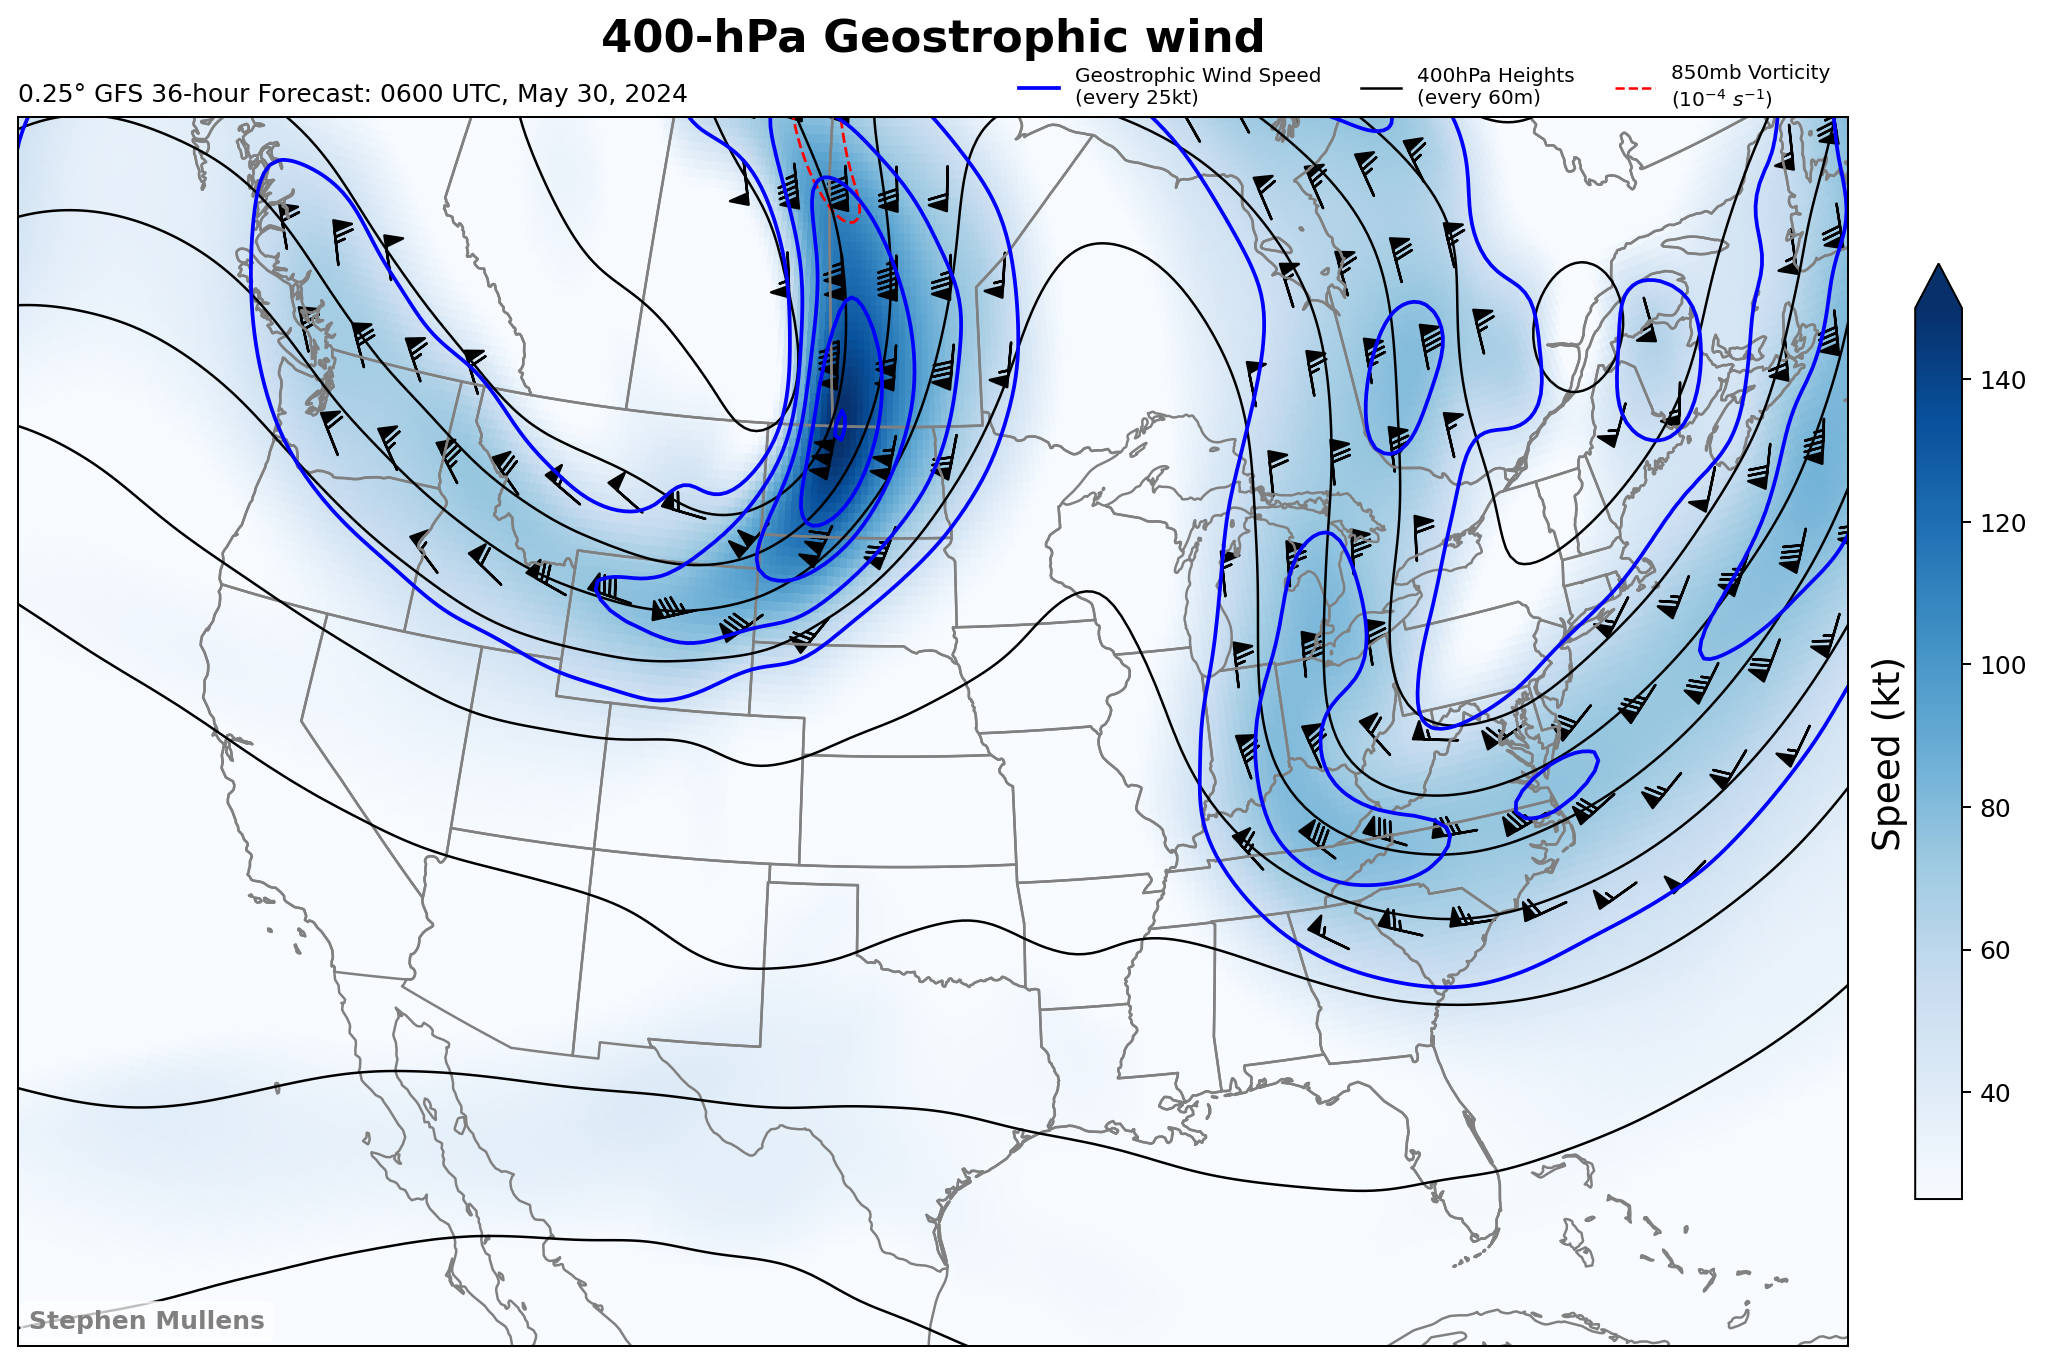 400-hPa Geostrophic wind
0.25° GFS 36-hour Forecast: 0600 UTC, May 30, 2024
Geostrophic Wind Speed
(every 25kt)
400hPa Heights
(every 60m)
850mb Vorticity
(10⁻⁴ s⁻¹)
140
120
100
80
60
40
Speed (kt)
Stephen Mullens